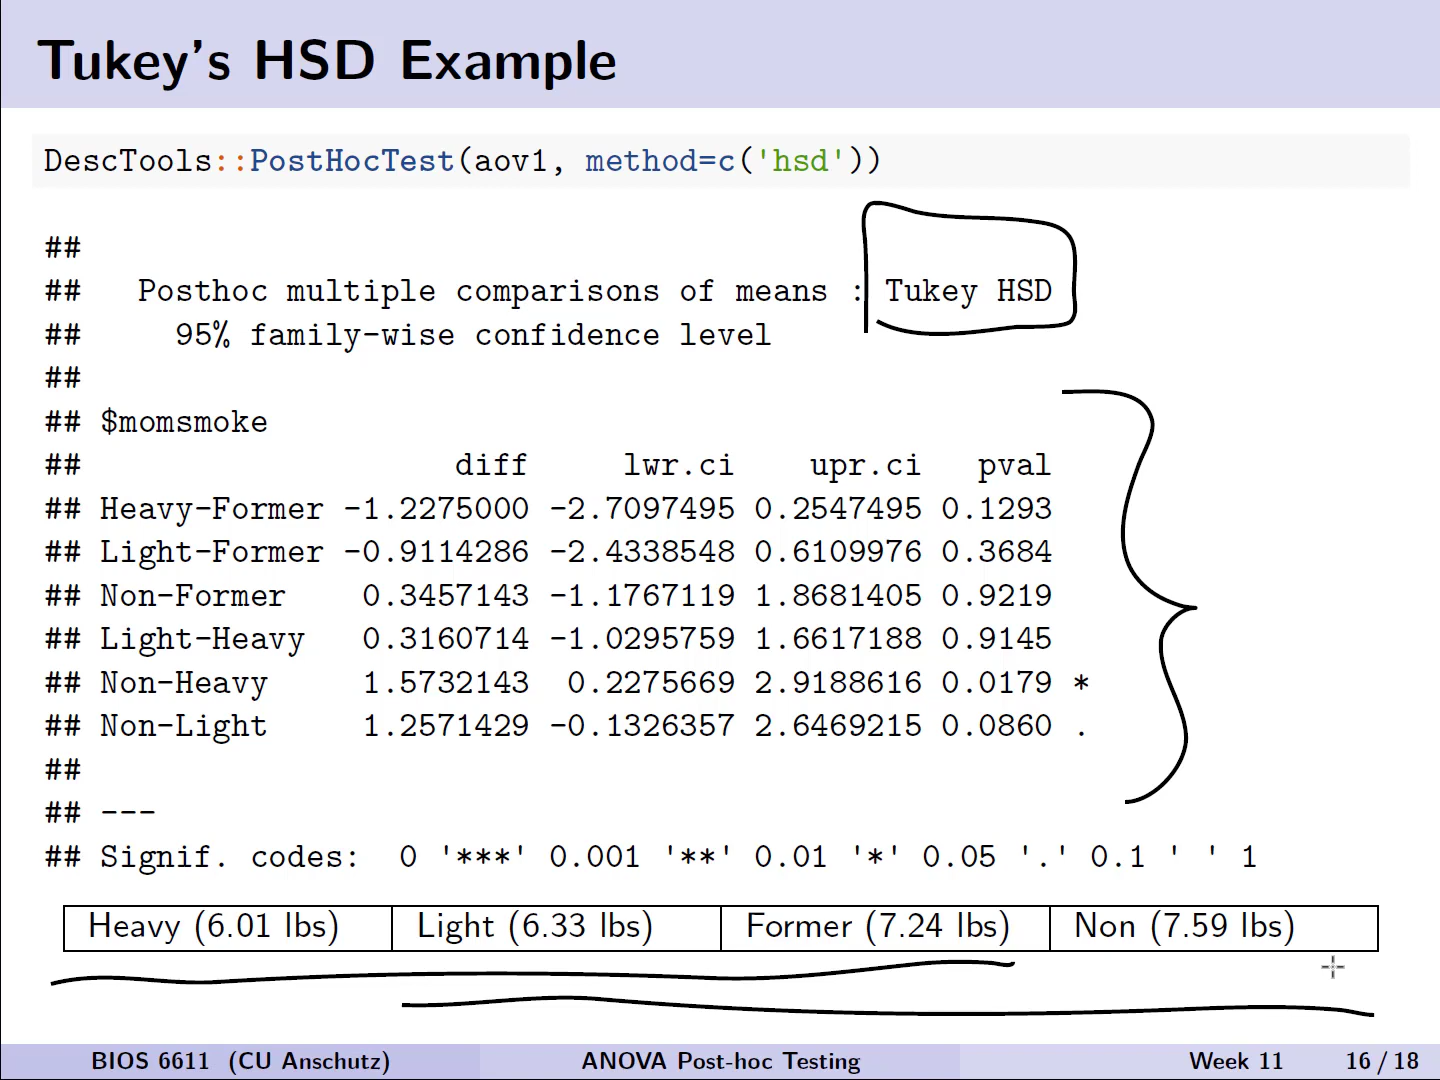 Tukey's HSD Example
DescTools::PostHocTest(aov1, method=c('hsd'))
##
##   Posthoc multiple comparisons of means : Tukey HSD
##     95% family-wise confidence level
##
## $momsmoke
##                    diff     lwr.ci    upr.ci   pval
## Heavy-Former -1.2275000 -2.7097495 0.2547495 0.1293
## Light-Former -0.9114286 -2.4338548 0.6109976 0.3684
## Non-Former    0.3457143 -1.1767119 1.8681405 0.9219
## Light-Heavy   0.3160714 -1.0295759 1.6617188 0.9145
## Non-Heavy     1.5732143  0.2275669 2.9188616 0.0179 *
## Non-Light     1.2571429 -0.1326357 2.6469215 0.0860 .
##
## ---
## Signif. codes:  0 '***' 0.001 '**' 0.01 '*' 0.05 '.' 0.1 ' ' 1
Heavy (6.01 lbs) Light (6.33 lbs) Former (7.24 lbs) Non (7.59 lbs)
BIOS 6611 (CU Anschutz) ANOVA Post-hoc Testing Week 11 16 / 18